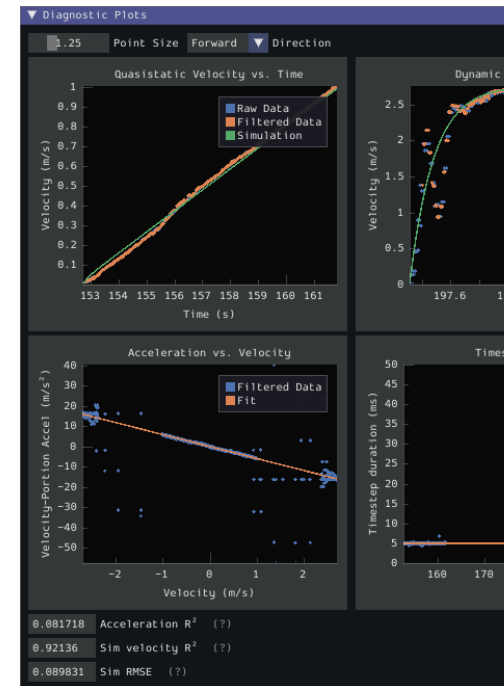 ▼ Diagnostic Plots
1.25 Point Size Forward ▼ Direction
Quasistatic Velocity vs. Time
Raw Data
Filtered Data
Simulation
Velocity (m/s)
1
0.9
0.8
0.7
0.6
0.5
0.4
0.3
0.2
0.1
153 154 155 156 157 158 159 160 161
Time (s)
Dynamic
Velocity (m/s)
2.5
2
1.5
1
0.5
0
197.6
Acceleration vs. Velocity
Filtered Data
Fit
Velocity-Portion Accel (m/s²)
40
30
20
10
0
-10
-20
-30
-40
-50
-2 -1 0 1 2
Velocity (m/s)
Timestep duration (ms)
50
45
40
35
30
25
20
15
10
5
0
160 170
0.081718 Acceleration R² (?)
0.92136 Sim velocity R² (?)
0.089831 Sim RMSE (?)